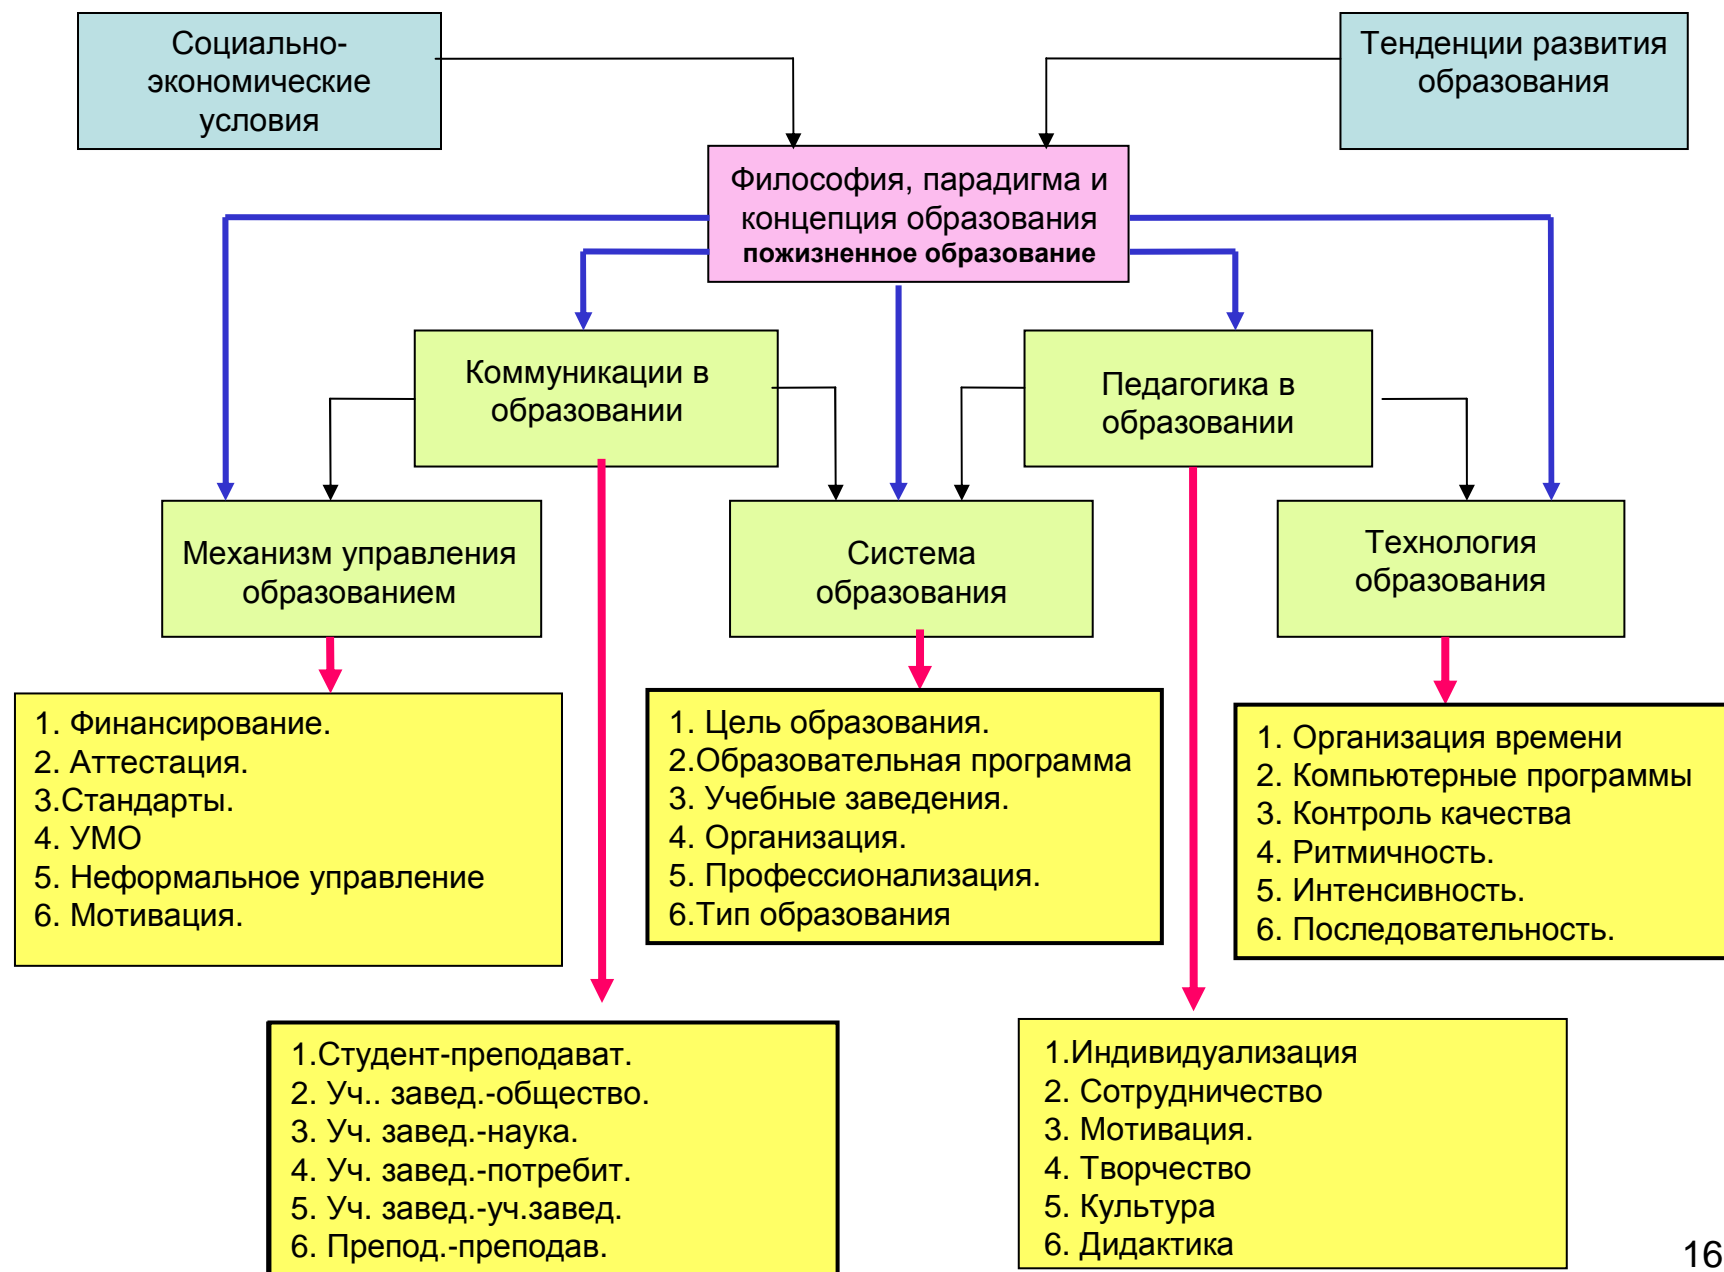 Социально-
экономические
условия
Тенденции развития
образования
Философия, парадигма и
концепция образования
пожизненное образование
Коммуникации в
образовании
Педагогика в
образовании
Механизм управления
образованием
Система
образования
Технология
образования
1. Финансирование.
2. Аттестация.
3.Стандарты.
4. УМО
5. Неформальное управление
6. Мотивация.
1. Цель образования.
2.Образовательная программа
3. Учебные заведения.
4. Организация.
5. Профессионализация.
6.Тип образования
1. Организация времени
2. Компьютерные программы
3. Контроль качества
4. Ритмичность.
5. Интенсивность.
6. Последовательность.
1.Студент-преподават.
2. Уч.. завед.-общество.
3. Уч. завед.-наука.
4. Уч. завед.-потребит.
5. Уч. завед.-уч.завед.
6. Препод.-преподав.
1.Индивидуализация
2. Сотрудничество
3. Мотивация.
4. Творчество
5. Культура
6. Дидактика
16